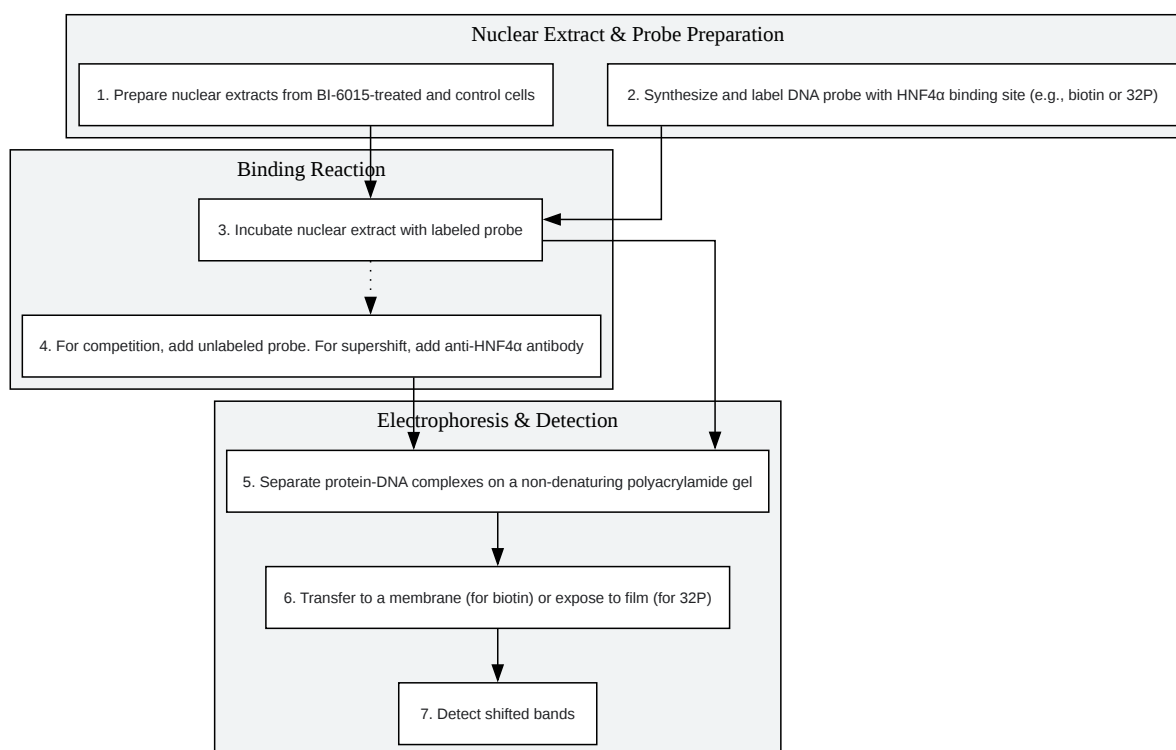 Nuclear Extract & Probe Preparation
1. Prepare nuclear extracts from BI-6015-treated and control cells
2. Synthesize and label DNA probe with HNF4α binding site (e.g., biotin or 32P)
Binding Reaction
3. Incubate nuclear extract with labeled probe
4. For competition, add unlabeled probe. For supershift, add anti-HNF4α antibody
Electrophoresis & Detection
5. Separate protein-DNA complexes on a non-denaturing polyacrylamide gel
6. Transfer to a membrane (for biotin) or expose to film (for 32P)
7. Detect shifted bands